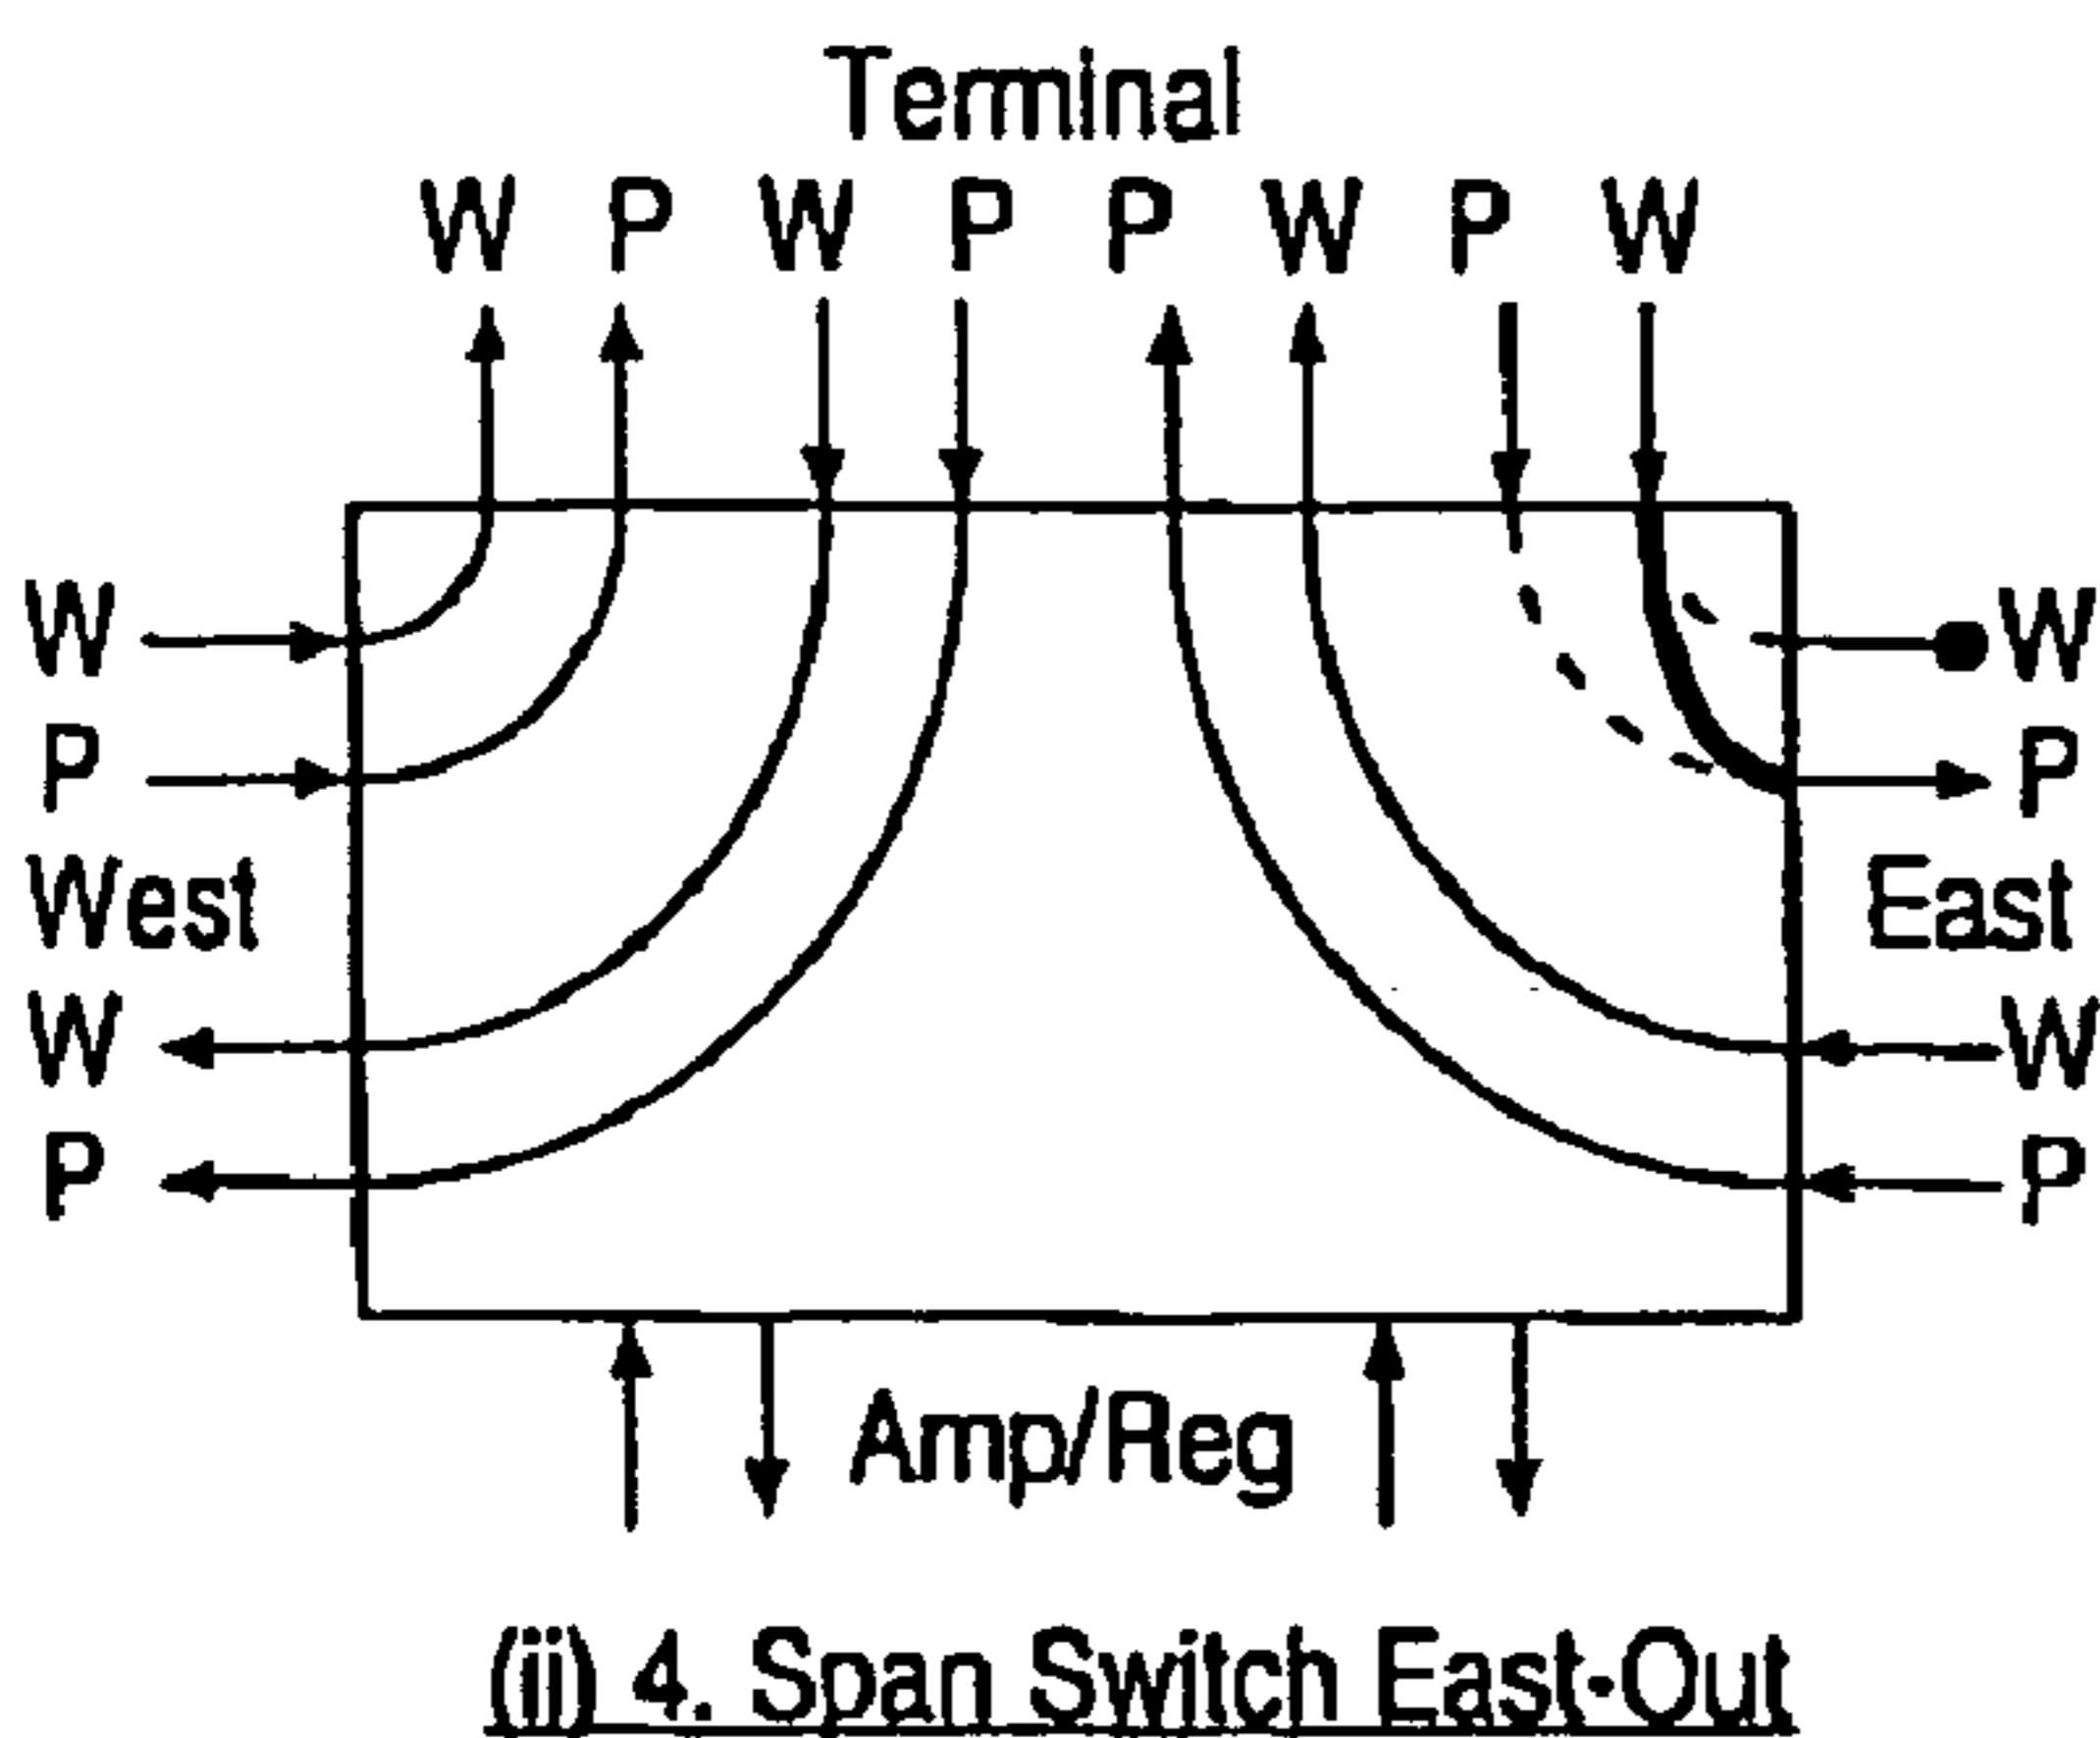 Terminal
W P W P P W P W
W W
P P
West East
W W
P P
Amp/Reg
(ii) 4. Span Switch East-Out